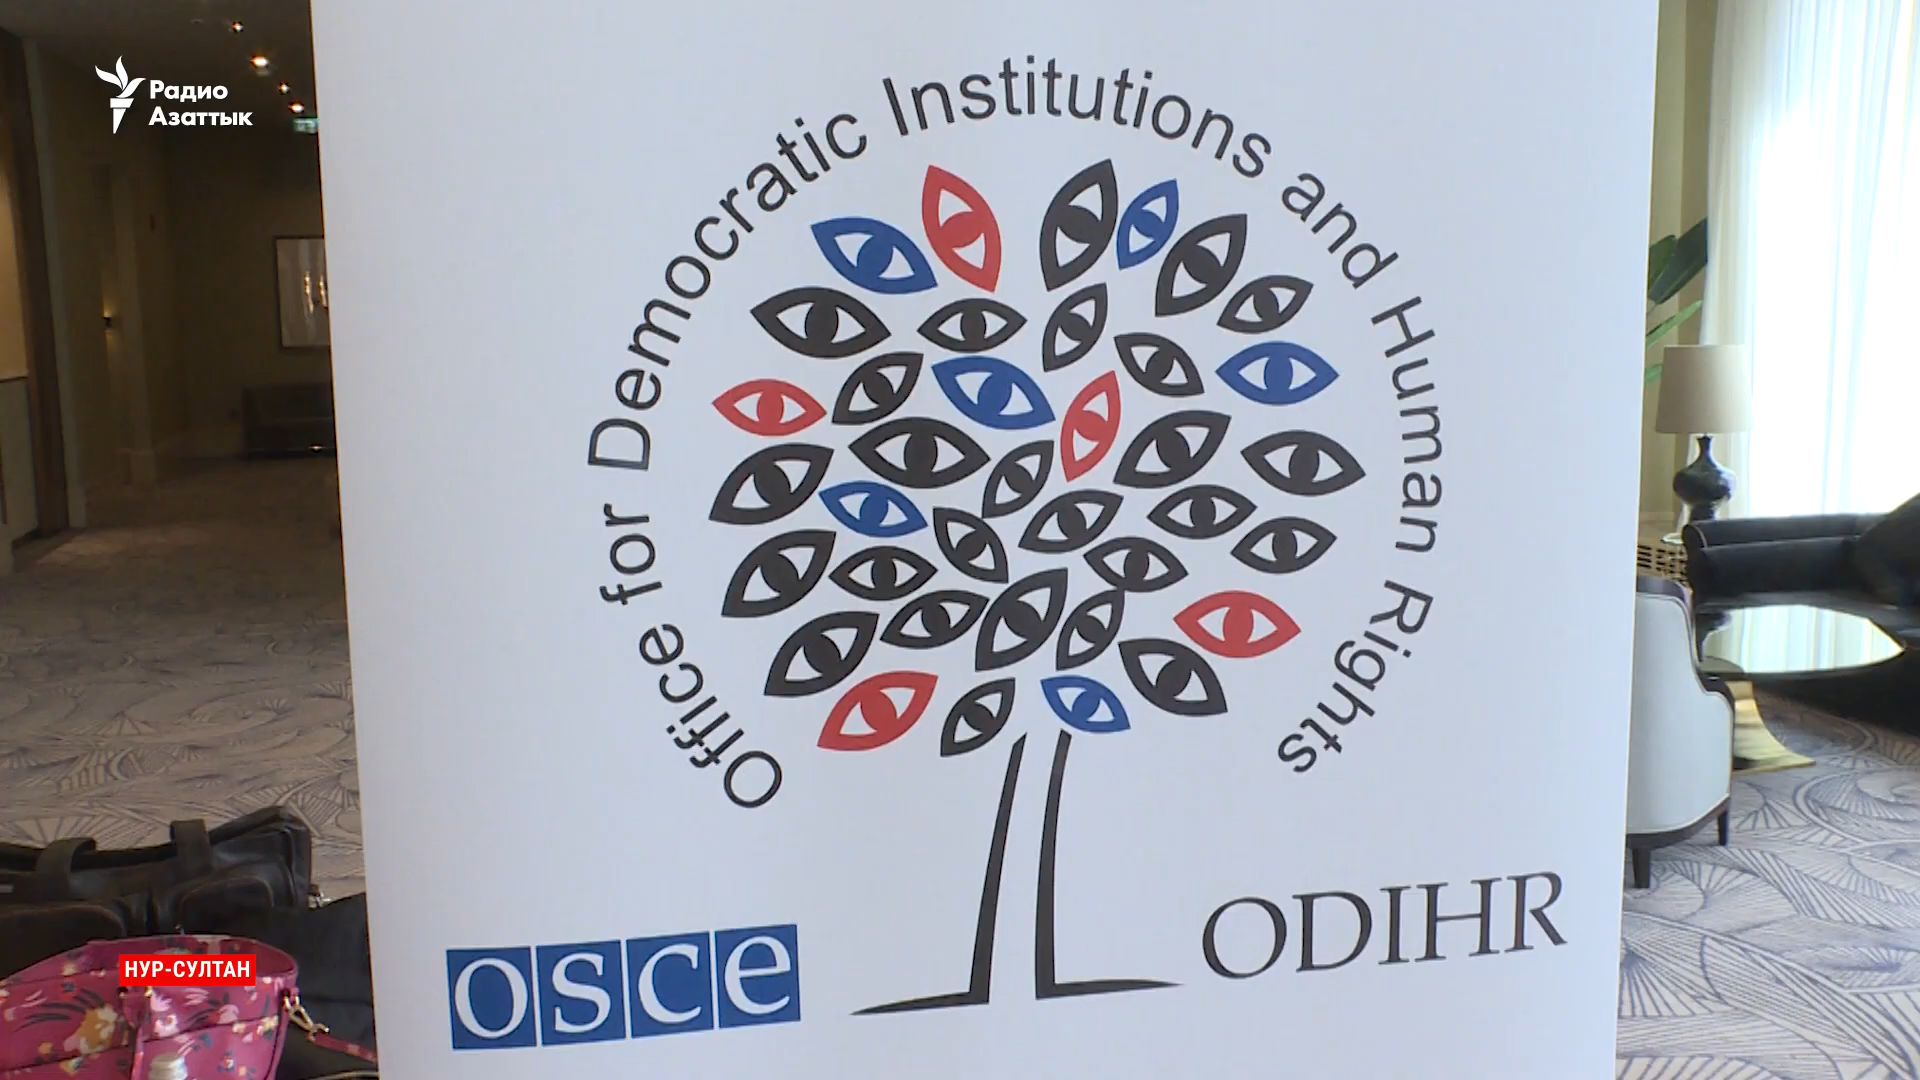 Радио
Азаттык
Office for Democratic Institutions and Human Rights
osce
ODIHR
НУР-СУЛТАН